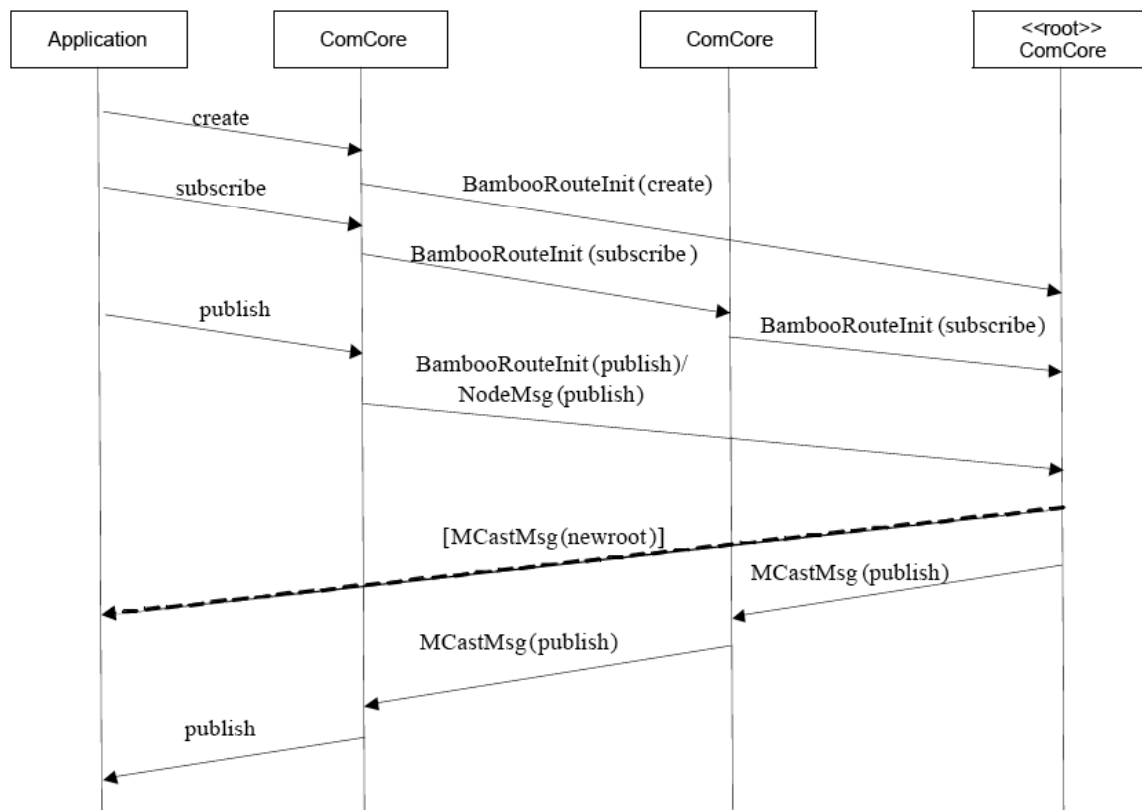 Application
ComCore
ComCore
<<root>>
ComCore
create
subscribe
BambooRouteInit (create)
BambooRouteInit (subscribe )
publish
BambooRouteInit (subscribe)
BambooRouteInit (publish)/
NodeMsg (publish)
[MCastMsg (newroot)]
MCastMsg (publish)
MCastMsg (publish)
publish